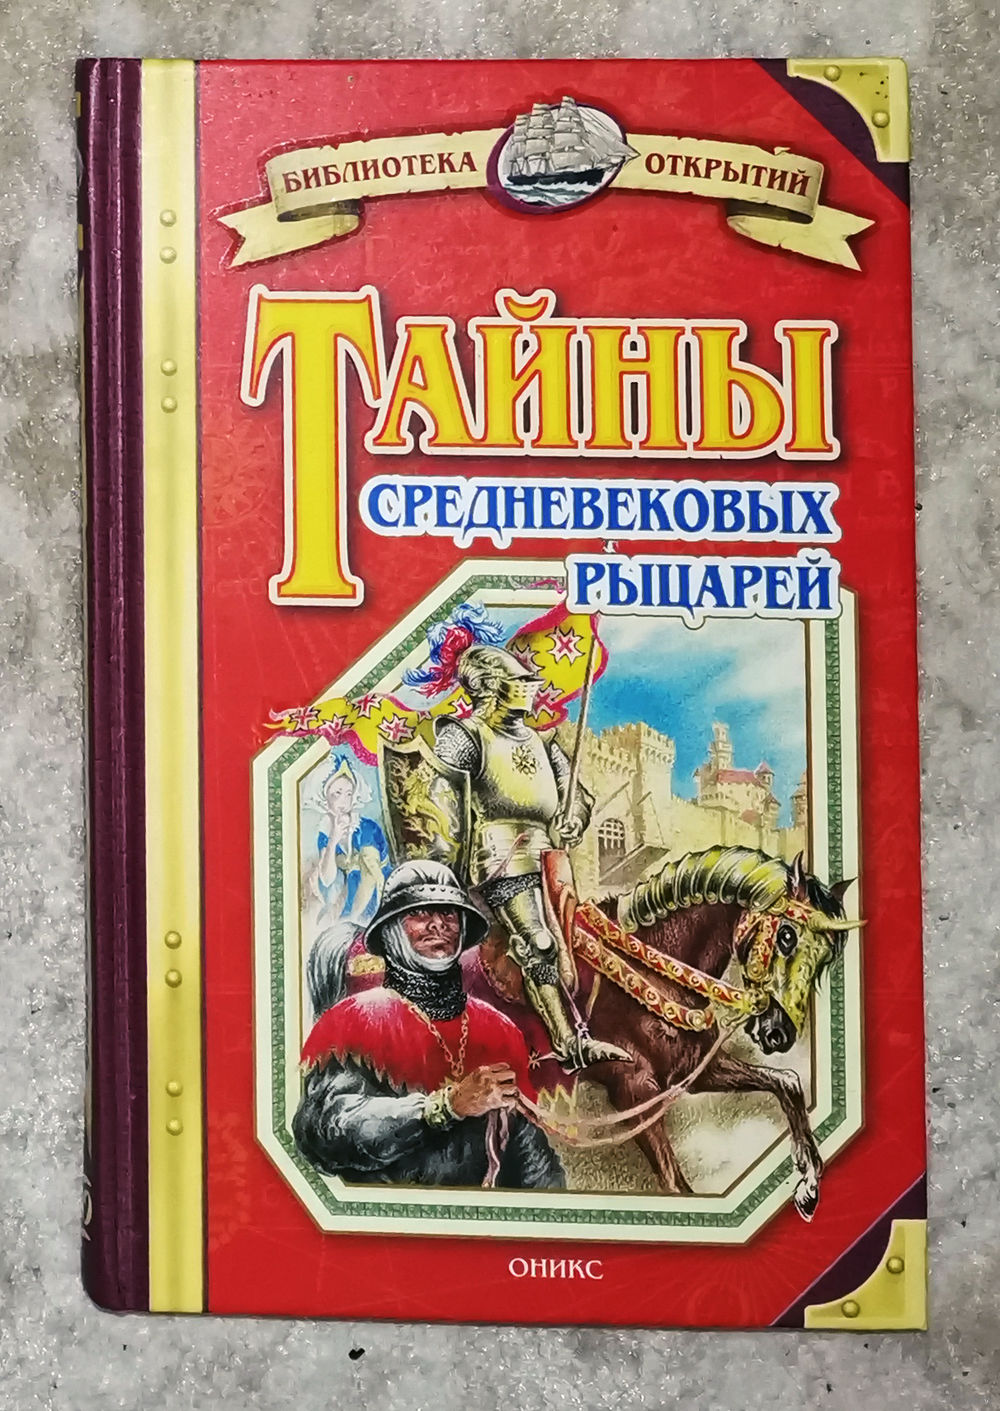 БИБЛИОТЕКА ОТКРЫТИЙ
ТАЙНЫ
СРЕДНЕВЕКОВЫХ
РЫЦАРЕЙ
ОНИКС